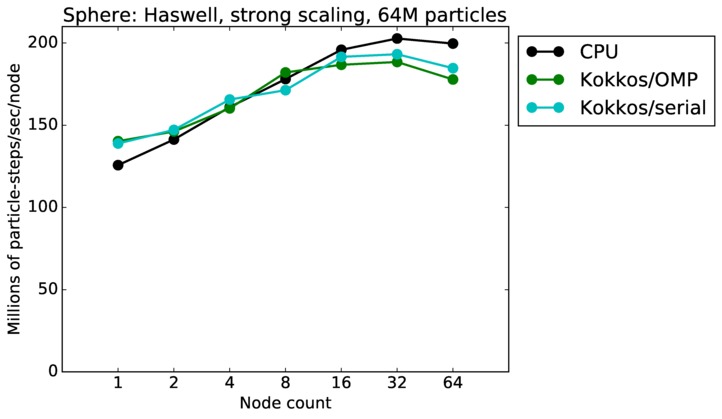 Sphere: Haswell, strong scaling, 64M particles
CPU
Kokkos/OMP
Kokkos/serial
Millions of particle-steps/sec/node
200
150
100
50
0
1 2 4 8 16 32 64
Node count